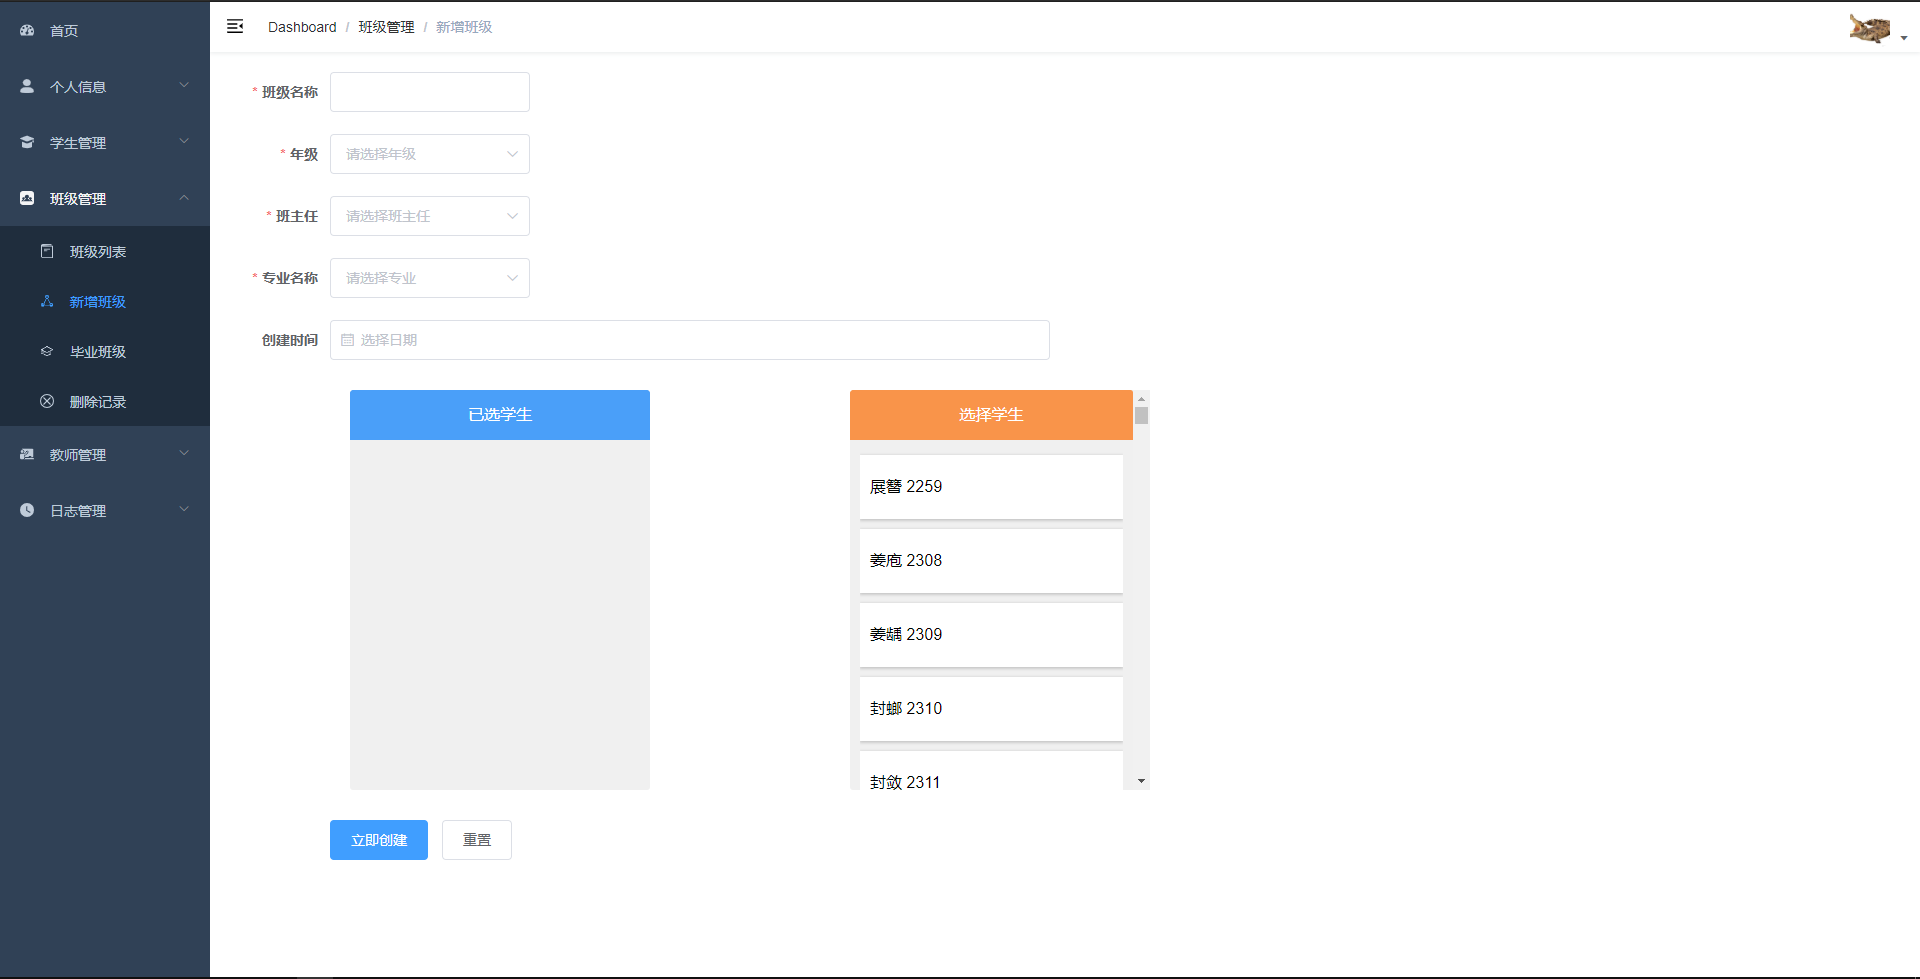 首页
个人信息
学生管理
班级管理
班级列表
新增班级
毕业班级
删除记录
教师管理
日志管理
Dashboard / 班级管理 / 新增班级
* 班级名称
* 年级 请选择年级
* 班主任 请选择班主任
* 专业名称 请选择专业
创建时间 选择日期
已选学生
选择学生
展簪 2259
姜庖 2308
姜龋 2309
封螂 2310
封敛 2311
立即创建 重置